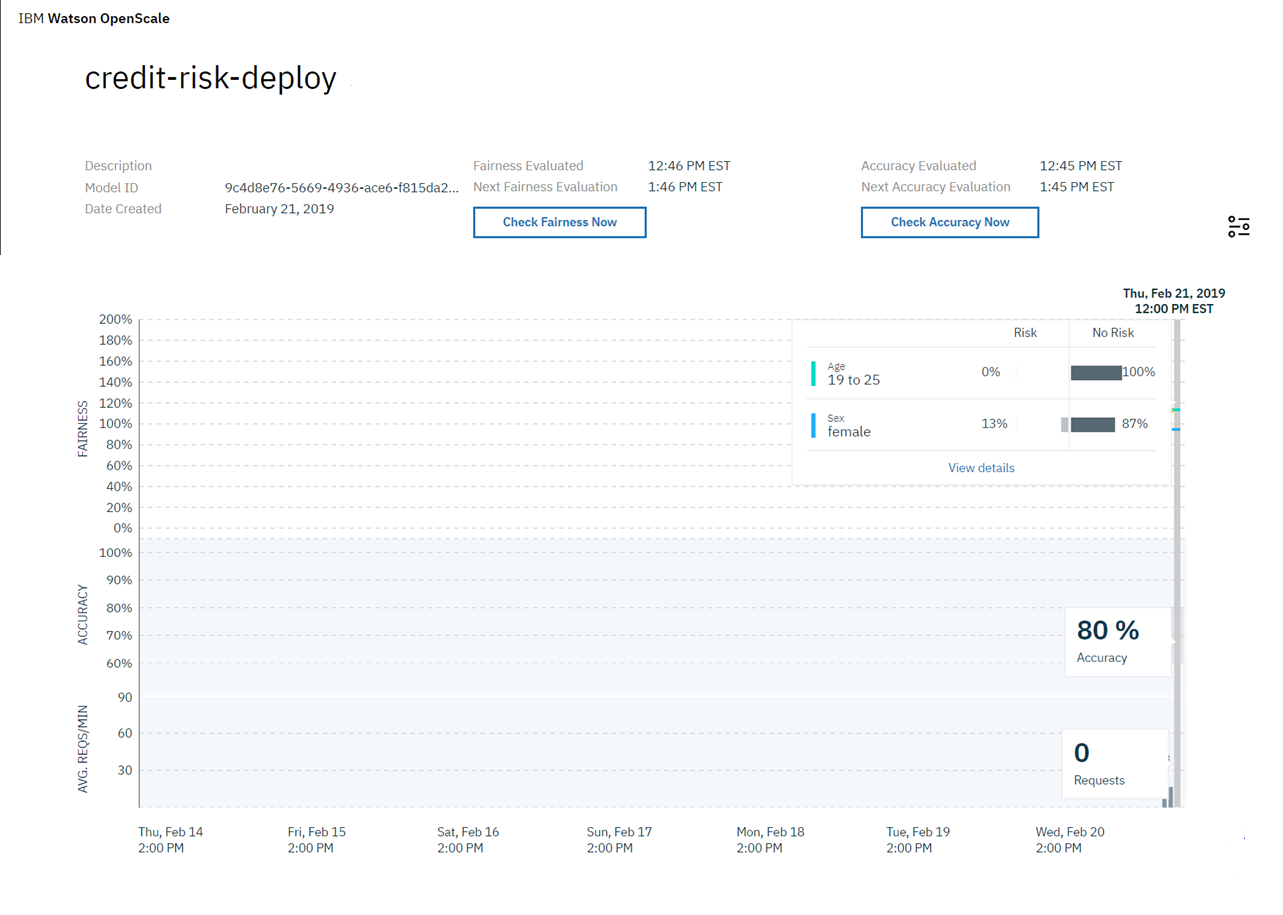 IBM Watson OpenScale
credit-risk-deploy
Description
Model ID 9c4d8e76-5669-4936-ace6-f815da2...
Date Created February 21, 2019
Fairness Evaluated 12:46 PM EST
Next Fairness Evaluation 1:46 PM EST
Check Fairness Now
Accuracy Evaluated 12:45 PM EST
Next Accuracy Evaluation 1:45 PM EST
Check Accuracy Now
Thu, Feb 21, 2019
12:00 PM EST
FAIRNESS
200%
180%
160%
140%
120%
100%
80%
60%
40%
20%
0%
Risk No Risk
Age
19 to 25 0% 100%
Sex
female 13% 87%
View details
ACCURACY
100%
90%
80%
70%
60%
80 %
Accuracy
AVG. REQS/MIN
90
60
30
0
Requests
Thu, Feb 14 Fri, Feb 15 Sat, Feb 16 Sun, Feb 17 Mon, Feb 18 Tue, Feb 19 Wed, Feb 20
2:00 PM 2:00 PM 2:00 PM 2:00 PM 2:00 PM 2:00 PM 2:00 PM